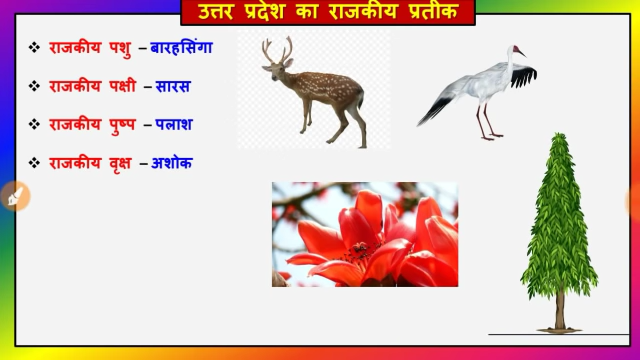 उत्तर प्रदेश का राजकीय प्रतीक
❖ राजकीय पशु – बारहसिंगा
❖ राजकीय पक्षी – सारस
❖ राजकीय पुष्प – पलाश
❖ राजकीय वृक्ष – अशोक